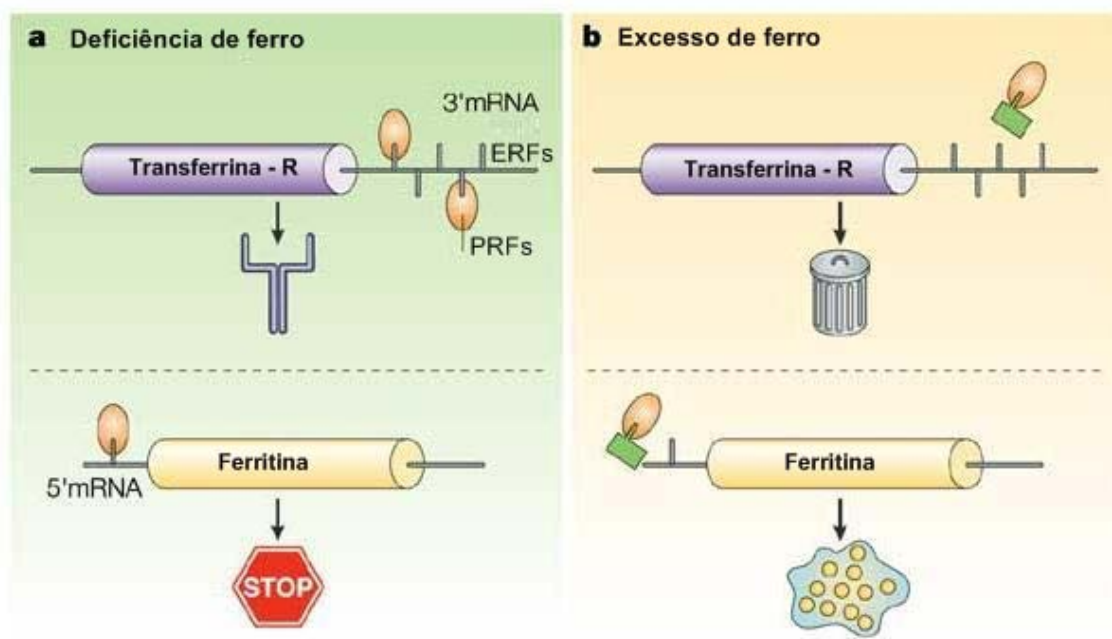 a Deficiência de ferro
3'mRNA
Transferrina - R
ERFs
PRFs
Ferritina
5'mRNA
STOP
b Excesso de ferro
Transferrina - R
Ferritina